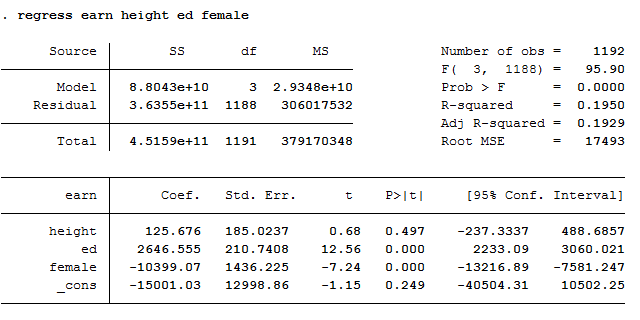 . regress earn height ed female
Source SS df MS Number of obs = 1192
F( 3, 1188) = 95.90
Model 8.8043e+10 3 2.9348e+10 Prob > F = 0.0000
Residual 3.6355e+11 1188 306017532 R-squared = 0.1950
Adj R-squared = 0.1929
Total 4.5159e+11 1191 379170348 Root MSE = 17493
earn Coef. Std. Err. t P>|t| [95% Conf. Interval]
height 125.676 185.0237 0.68 0.497 -237.3337 488.6857
ed 2646.555 210.7408 12.56 0.000 2233.09 3060.021
female -10399.07 1436.225 -7.24 0.000 -13216.89 -7581.247
_cons -15001.03 12998.86 -1.15 0.249 -40504.31 10502.25